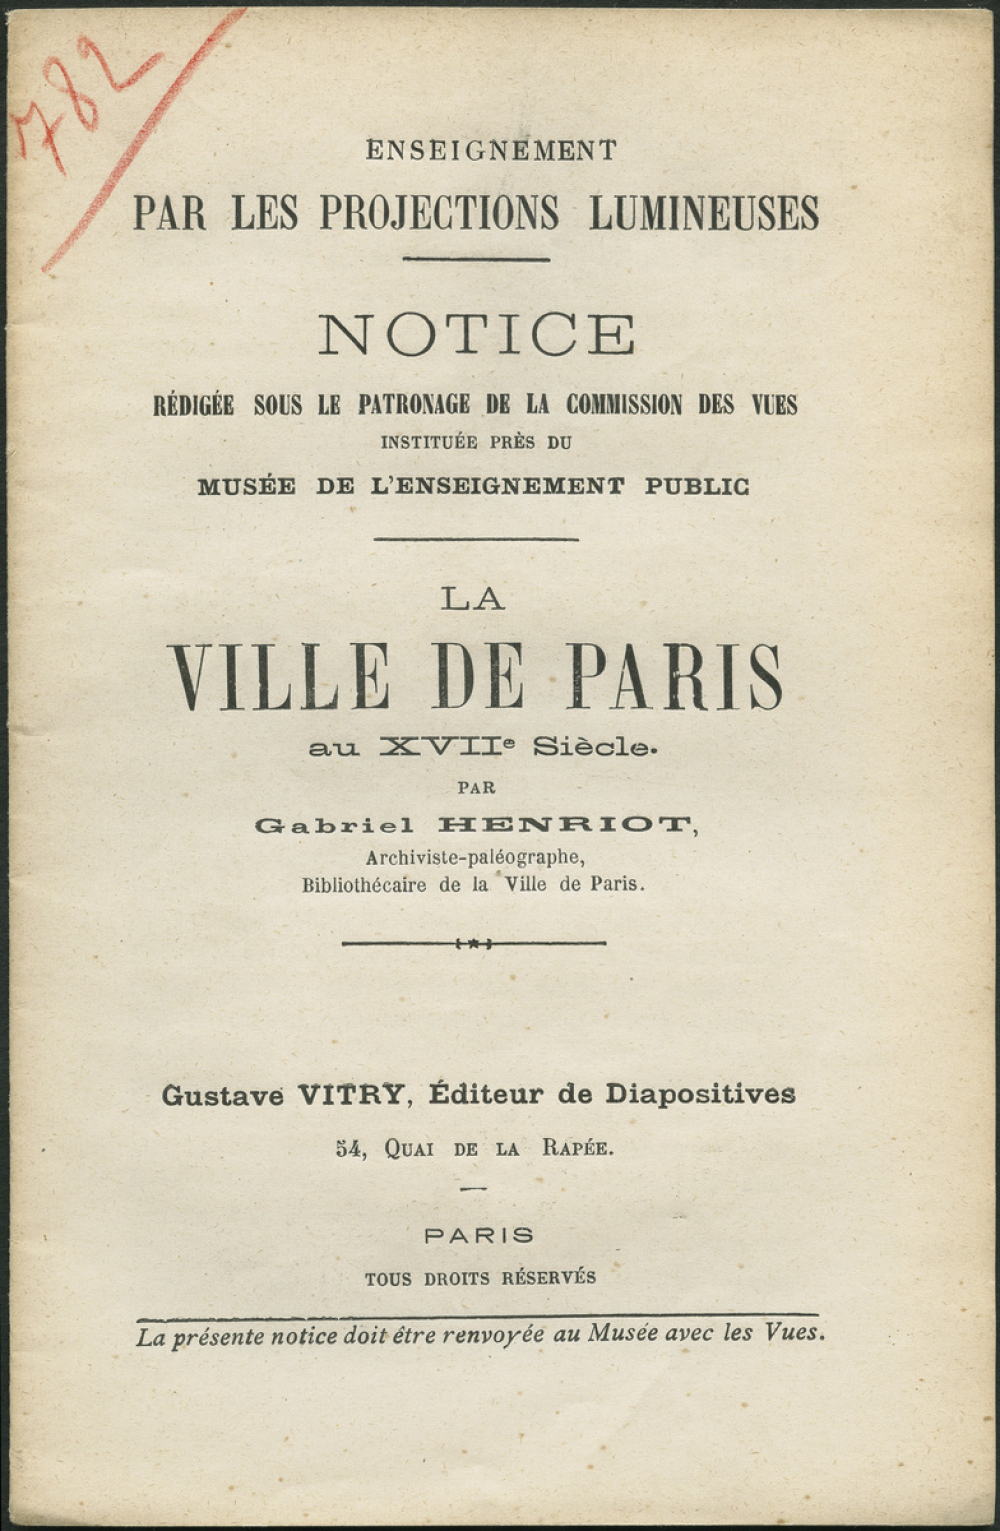 782
ENSEIGNEMENT
PAR LES PROJECTIONS LUMINEUSES
NOTICE
RÉDIGÉE SOUS LE PATRONAGE DE LA COMMISSION DES VUES
INSTITUÉE PRÈS DU
MUSÉE DE L'ENSEIGNEMENT PUBLIC
LA
VILLE DE PARIS
au XVIIe Siècle.
PAR
Gabriel HENRIOT,
Archiviste-paléographe,
Bibliothécaire de la Ville de Paris.
Gustave VITRY, Éditeur de Diapositives
54, QUAI DE LA RAPÉE.
PARIS
TOUS DROITS RÉSERVÉS
La présente notice doit être renvoyée au Musée avec les Vues.